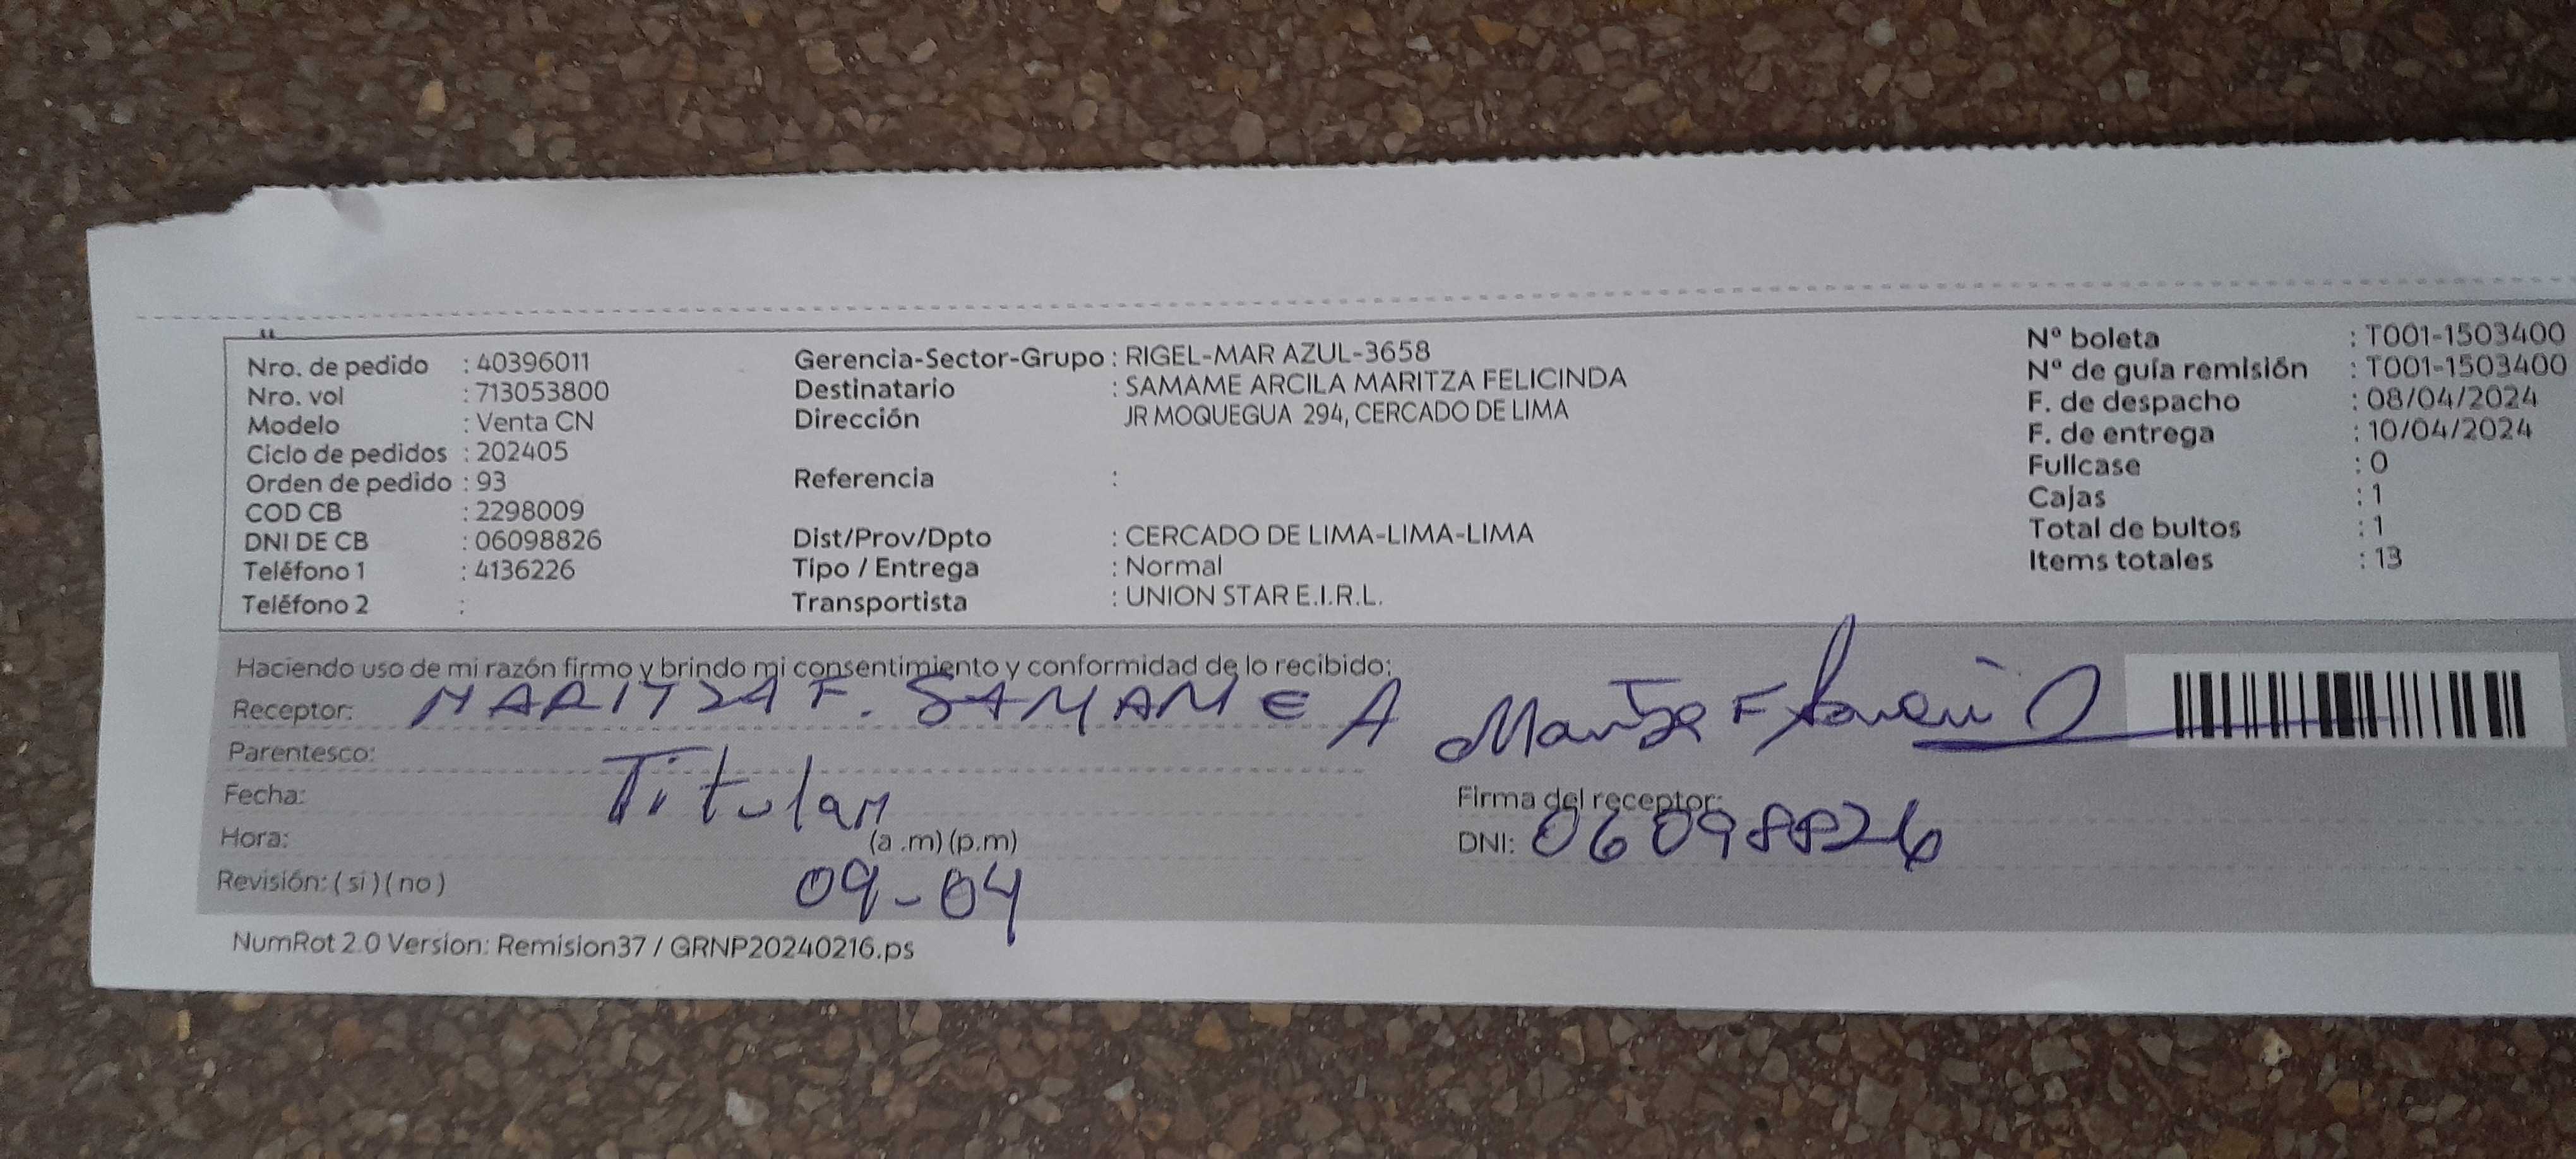 Nro. de pedido : 40396011
Nro. vol : 713053800
Modelo : Venta CN
Ciclo de pedidos : 202405
Orden de pedido : 93
COD CB : 2298009
DNI DE CB : 06098826
Teléfono 1 : 4136226
Teléfono 2 :
Gerencia-Sector-Grupo : RIGEL-MAR AZUL-3658
Destinatario : SAMAME ARCILA MARITZA FELICINDA
Dirección JR MOQUEGUA 294, CERCADO DE LIMA
Referencia :
Dist/Prov/Dpto : CERCADO DE LIMA-LIMA-LIMA
Tipo / Entrega : Normal
Transportista : UNION STAR E.I.R.L.
Nº boleta : T001-1503400
Nº de guía remisión : T001-1503400
F. de despacho : 08/04/2024
F. de entrega : 10/04/2024
Fullcase : 0
Cajas : 1
Total de bultos : 1
Items totales : 13
Haciendo uso de mi razón firmo y brindo mi consentimiento y conformidad de lo recibido:
Receptor: MARITZA F. SAMAME A
Parentesco: Titular
Fecha:
Hora: (a .m) (p.m)
Revisión: ( si ) ( no ) 09-04
Firma del receptor:
DNI: 06098826
NumRot 2.0 Version: Remision37 / GRNP20240216.ps